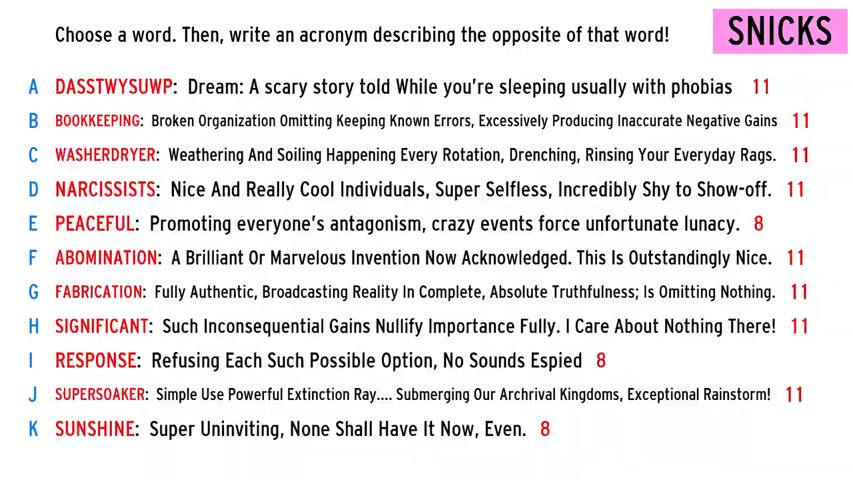 Choose a word. Then, write an acronym describing the opposite of that word!
SNICKS
A DASSTWYSUWP: Dream: A scary story told While you're sleeping usually with phobias 11
B BOOKKEEPING: Broken Organization Omitting Keeping Known Errors, Excessively Producing Inaccurate Negative Gains 11
C WASHERDRYER: Weathering And Soiling Happening Every Rotation, Drenching, Rinsing Your Everyday Rags. 11
D NARCISSISTS: Nice And Really Cool Individuals, Super Selfless, Incredibly Shy to Show-off. 11
E PEACEFUL: Promoting everyone's antagonism, crazy events force unfortunate lunacy. 8
F ABOMINATION: A Brilliant Or Marvelous Invention Now Acknowledged. This Is Outstandingly Nice. 11
G FABRICATION: Fully Authentic, Broadcasting Reality In Complete, Absolute Truthfulness; Is Omitting Nothing. 11
H SIGNIFICANT: Such Inconsequential Gains Nullify Importance Fully. I Care About Nothing There! 11
I RESPONSE: Refusing Each Such Possible Option, No Sounds Espied 8
J SUPERSOAKER: Simple Use Powerful Extinction Ray.... Submerging Our Archrival Kingdoms, Exceptional Rainstorm! 11
K SUNSHINE: Super Uninviting, None Shall Have It Now, Even. 8